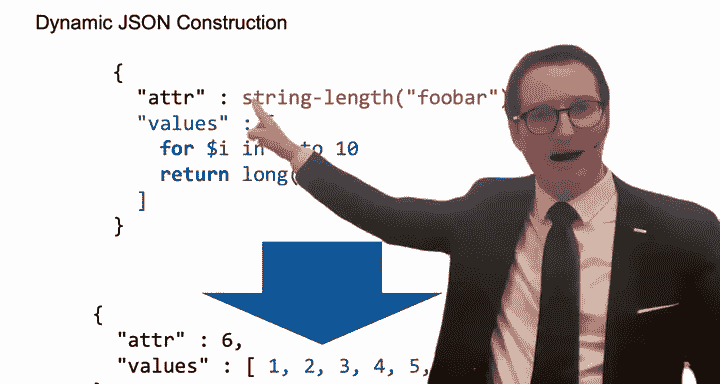 Dynamic JSON Construction
{
"attr" : string-length("foobar")
"values" : [
for $i in to 10
return long(
]
}
{
"attr" : 6,
"values" : [ 1, 2, 3, 4, 5,